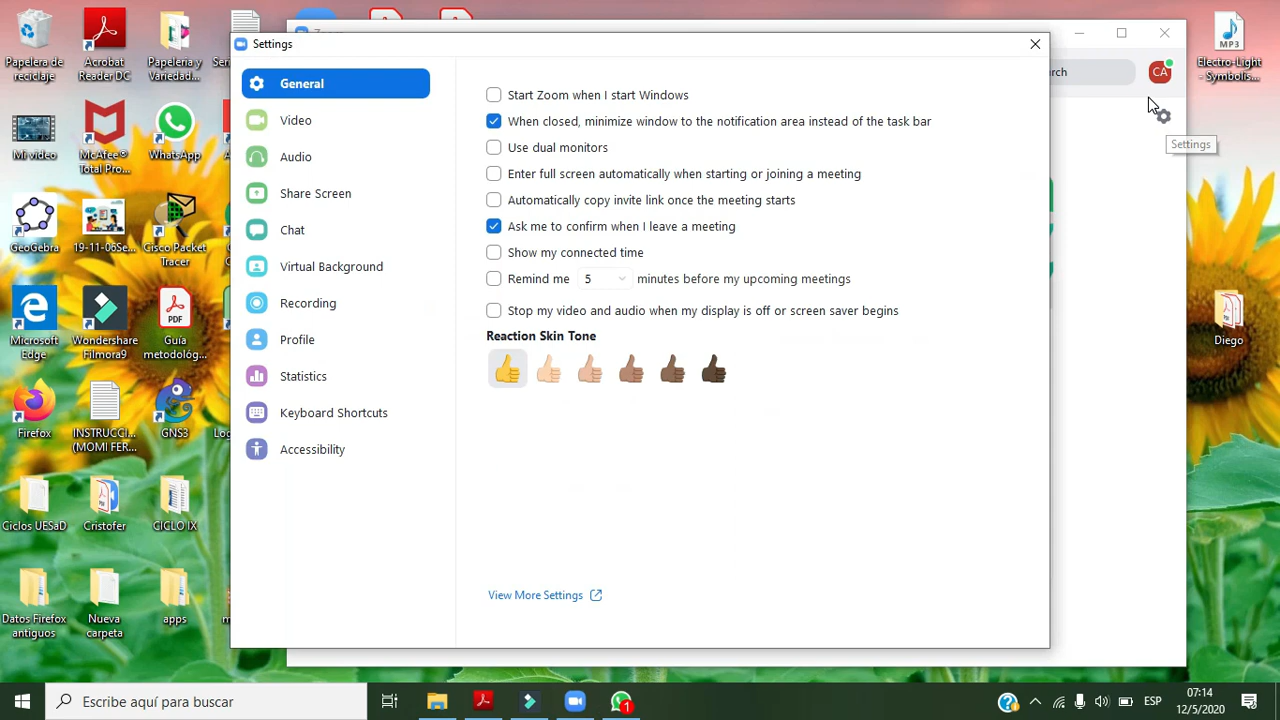 Papelera de
reciclaje
Acrobat
Reader DC
Papeleria y
Variedad...
Mi video
McAfee®
Total Pro...
WhatsApp
GeoGebra
19-11-06Se...
Cisco Packet
Tracer
Microsoft
Edge
Wondershare
Filmora9
PDF
Guia
metodológ...
Firefox
INSTRUCCI...
(MOMI FER...
GNS3
Ciclos UESaD
Cristofer
CICLO IX
Datos Firefox
antiguos
Nueva
carpeta
apps
Settings
General
Video
Audio
Share Screen
Chat
Virtual Background
Recording
Profile
Statistics
Keyboard Shortcuts
Accessibility
Start Zoom when I start Windows
When closed, minimize window to the notification area instead of the task bar
Use dual monitors
Enter full screen automatically when starting or joining a meeting
Automatically copy invite link once the meeting starts
Ask me to confirm when I leave a meeting
Show my connected time
Remind me 5 minutes before my upcoming meetings
Stop my video and audio when my display is off or screen saver begins
Reaction Skin Tone
View More Settings
CA
Settings
MP3
Electro-Light
- Symbolis...
Diego
Escribe aquí para buscar
1
ESP
07:14
12/5/2020